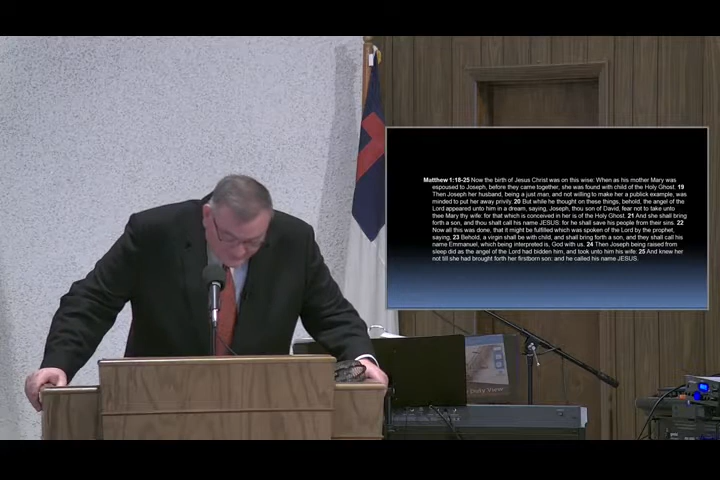 Matthew 1:18-25 Now the birth of Jesus Christ was on this wise: When as his mother Mary was
espoused to Joseph, before they came together, she was found with child of the Holy Ghost. 19
Then Joseph her husband, being a just man, and not willing to make her a publick example, was
minded to put her away privily. 20 But while he thought on these things, behold, the angel of the
Lord appeared unto him in a dream, saying, Joseph, thou son of David, fear not to take unto
thee Mary thy wife: for that which is conceived in her is of the Holy Ghost. 21 And she shall bring
forth a son, and thou shalt call his name JESUS: for he shall save his people from their sins. 22
Now all this was done, that it might be fulfilled which was spoken of the Lord by the prophet,
saying, 23 Behold, a virgin shall be with child, and shall bring forth a son, and they shall call his
name Emmanuel, which being interpreted is, God with us. 24 Then Joseph being raised from
sleep did as the angel of the Lord had bidden him, and took unto him his wife: 25 And knew her
not till she had brought forth her firstborn son: and he called his name JESUS.